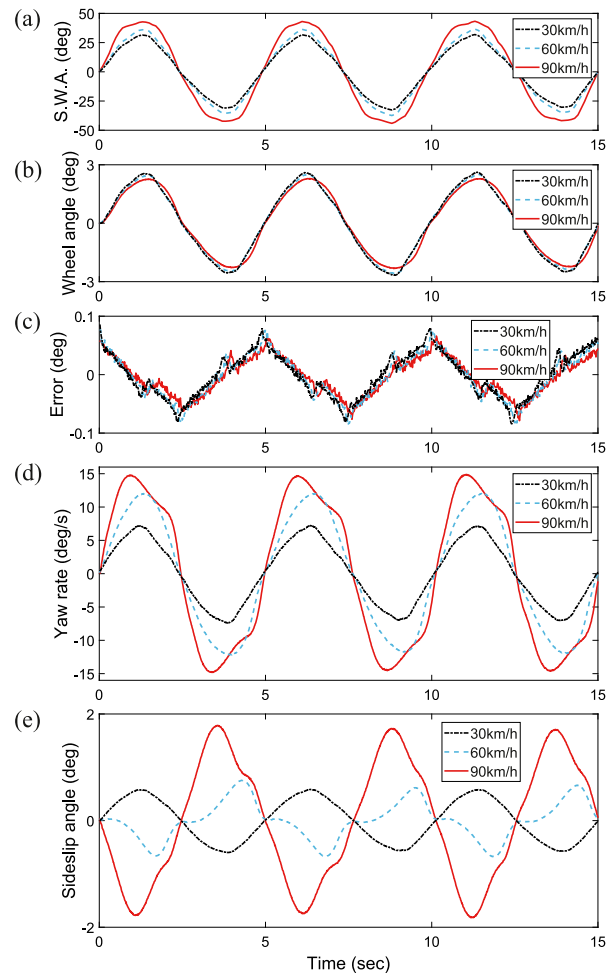 (a)
S.W.A. (deg)
50
25
0
-25
-50
0
5
10
15
30km/h
60km/h
90km/h
(b)
Wheel angle (deg)
3
0
-3
0
5
10
15
30km/h
60km/h
90km/h
(c)
Error (deg)
0.1
0
-0.1
0
5
10
15
30km/h
60km/h
90km/h
(d)
Yaw rate (deg/s)
15
10
5
0
-5
-10
-15
0
5
10
15
30km/h
60km/h
90km/h
(e)
Sideslip angle (deg)
2
0
-2
0
5
10
15
30km/h
60km/h
90km/h
Time (sec)